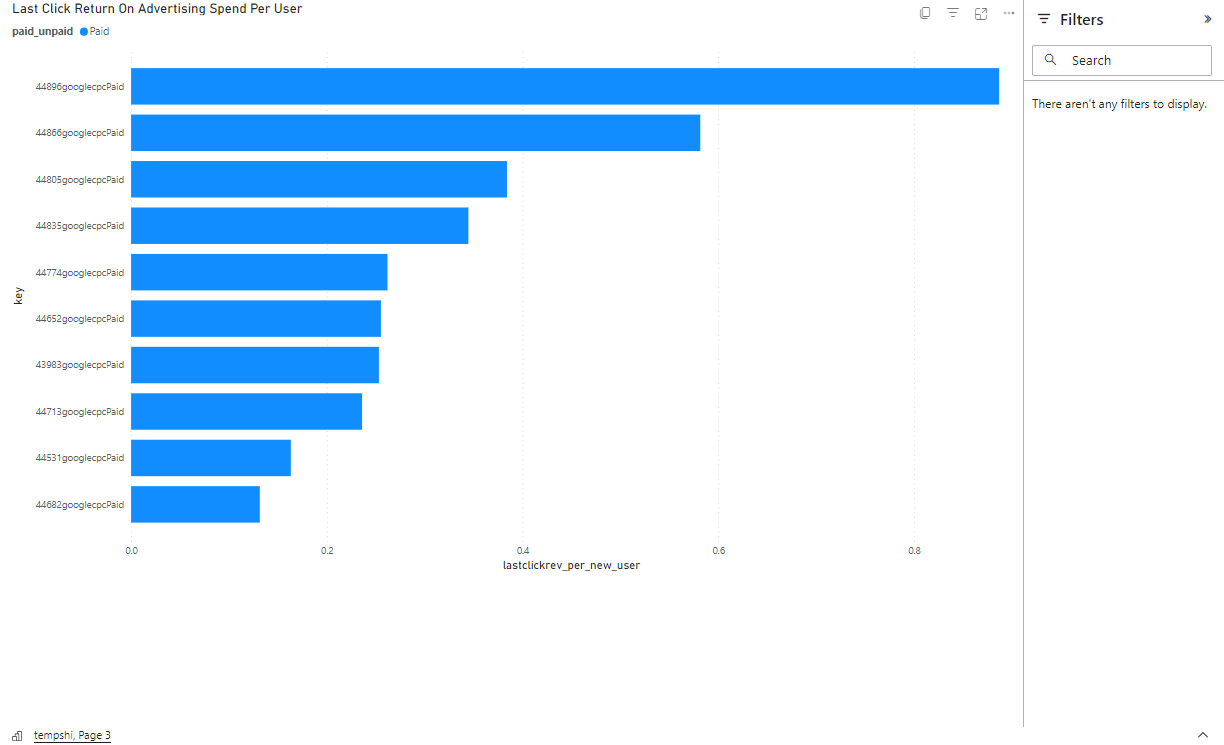 Last Click Return On Advertising Spend Per User
paid_unpaid Paid
44896googlecpcPaid
44866googlecpcPaid
44805googlecpcPaid
44835googlecpcPaid
44774googlecpcPaid
44652googlecpcPaid
43983googlecpcPaid
44713googlecpcPaid
44531googlecpcPaid
44682googlecpcPaid
key
0.0 0.2 0.4 0.6 0.8
lastclickrev_per_new_user
Filters
Search
There aren't any filters to display.
tempshi, Page 3